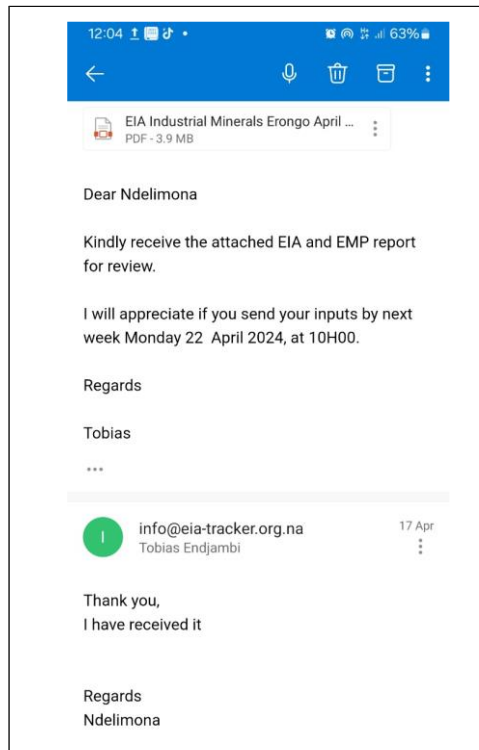 12:04
63%
EIA Industrial Minerals Erongo April ...
PDF - 3.9 MB
Dear Ndelimona
Kindly receive the attached EIA and EMP report
for review.
I will appreciate if you send your inputs by next
week Monday 22 April 2024, at 10H00.
Regards
Tobias
...
I
info@eia-tracker.org.na
17 Apr
Tobias Endjambi
Thank you,
I have received it
Regards
Ndelimona